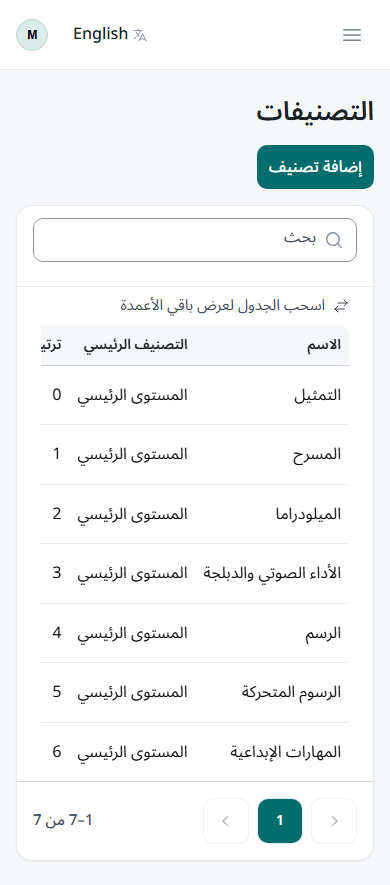 M
English
التصنيفات
إضافة تصنيف
بحث
اسحب الجدول لعرض باقي الأعمدة
الاسم التصنيف الرئيسي
التمثيل المستوى الرئيسي 0
المسرح المستوى الرئيسي 1
الميلودراما المستوى الرئيسي 2
الأداء الصوتي والدبلجة المستوى الرئيسي 3
الرسم المستوى الرئيسي 4
الرسوم المتحركة المستوى الرئيسي 5
المهارات الإبداعية المستوى الرئيسي 6
1
1–7 من 7